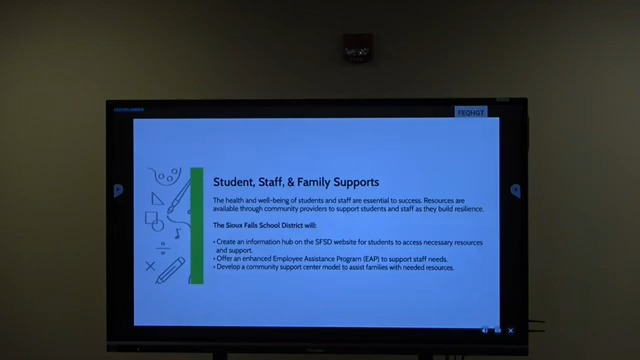 Student, Staff, & Family Supports
The health and well-being of students and staff are essential to success. Resources are
available through community providers to support students and staff as they build resilience.
The Sioux Falls School District will:
• Create an information hub on the SFSD website for students to access necessary resources
and support.
• Offer an enhanced Employee Assistance Program (EAP) to support staff needs.
• Develop a community support center model to assist families with needed resources.